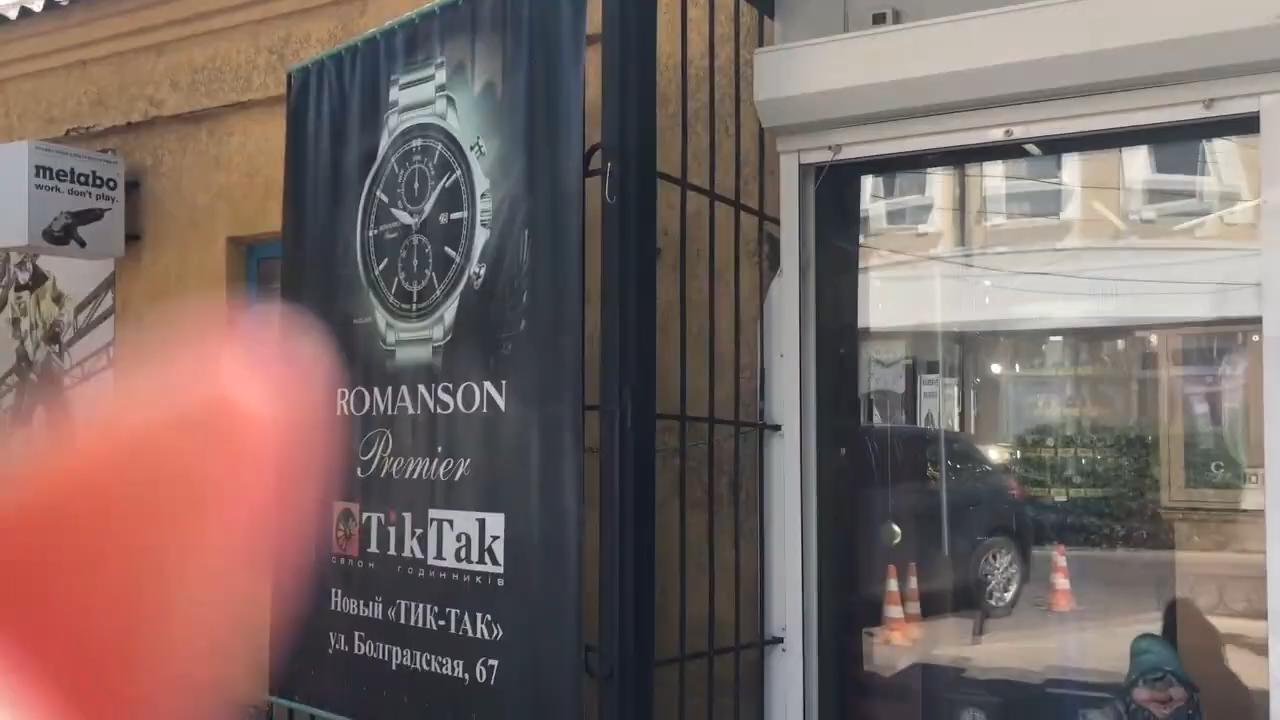 metabo
work. don't play.
ROMANSON
Premier
TikTak
салон годинників
Новый «ТИК-ТАК»
ул. Болградская, 67